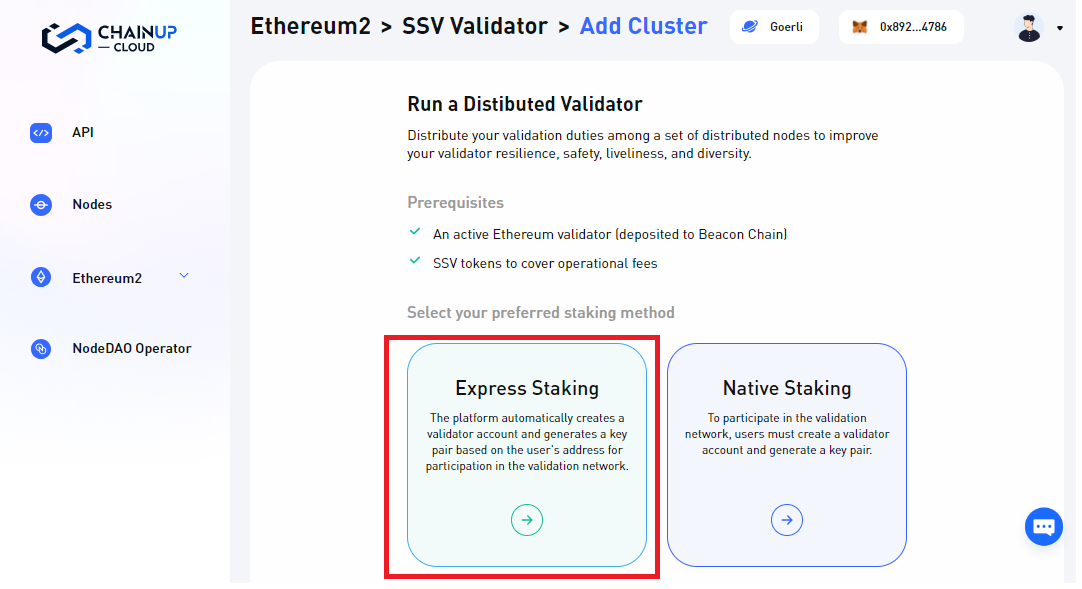 CHAINUP
CLOUD
Ethereum2 > SSV Validator > Add Cluster
Goerli
0x892...4786
API
Nodes
Ethereum2
NodeDAO Operator
Run a Distibuted Validator
Distribute your validation duties among a set of distributed nodes to improve
your validator resilience, safety, liveliness, and diversity.
Prerequisites
An active Ethereum validator (deposited to Beacon Chain)
SSV tokens to cover operational fees
Select your preferred staking method
Express Staking
The platform automatically creates a
validator account and generates a key
pair based on the user's address for
participation in the validation network.
Native Staking
To participate in the validation
network, users must create a validator
account and generate a key pair.